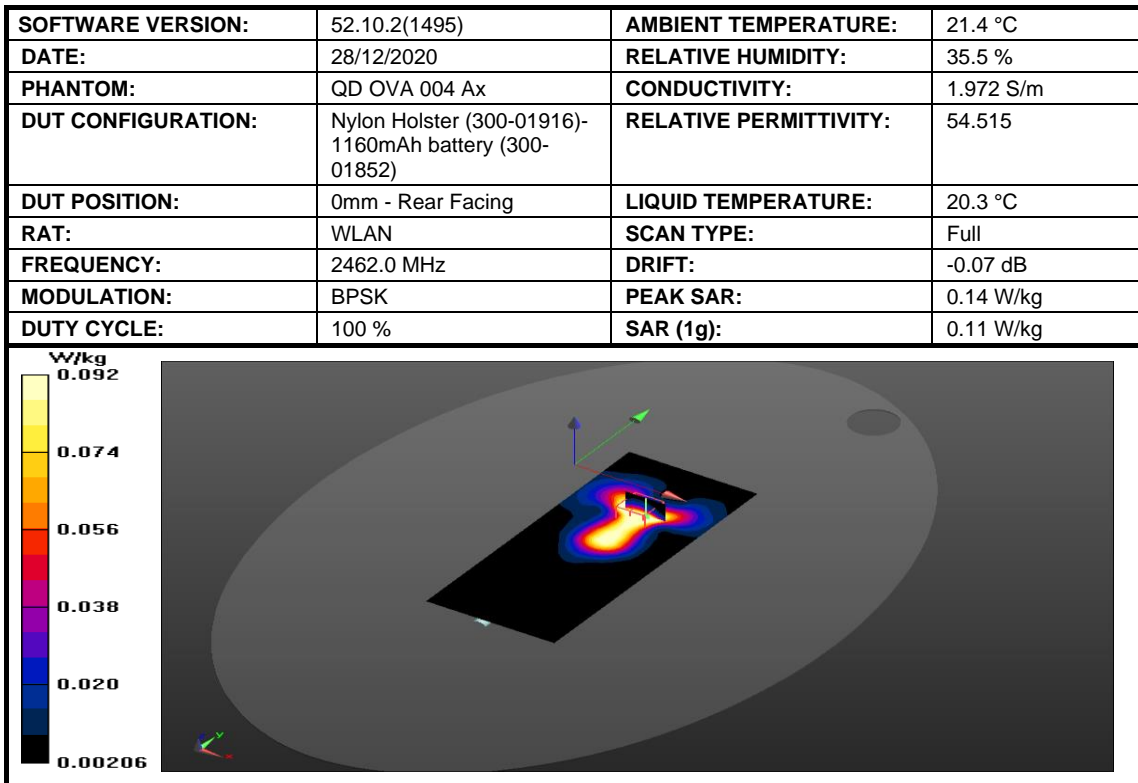 SOFTWARE VERSION: 52.10.2(1495) AMBIENT TEMPERATURE: 21.4 °C
DATE: 28/12/2020 RELATIVE HUMIDITY: 35.5 %
PHANTOM: QD OVA 004 Ax CONDUCTIVITY: 1.972 S/m
DUT CONFIGURATION: Nylon Holster (300-01916)- RELATIVE PERMITTIVITY: 54.515
1160mAh battery (300-
01852)
DUT POSITION: 0mm - Rear Facing LIQUID TEMPERATURE: 20.3 °C
RAT: WLAN SCAN TYPE: Full
FREQUENCY: 2462.0 MHz DRIFT: -0.07 dB
MODULATION: BPSK PEAK SAR: 0.14 W/kg
DUTY CYCLE: 100 % SAR (1g): 0.11 W/kg
W/kg
0.092
0.074
0.056
0.038
0.020
0.00206